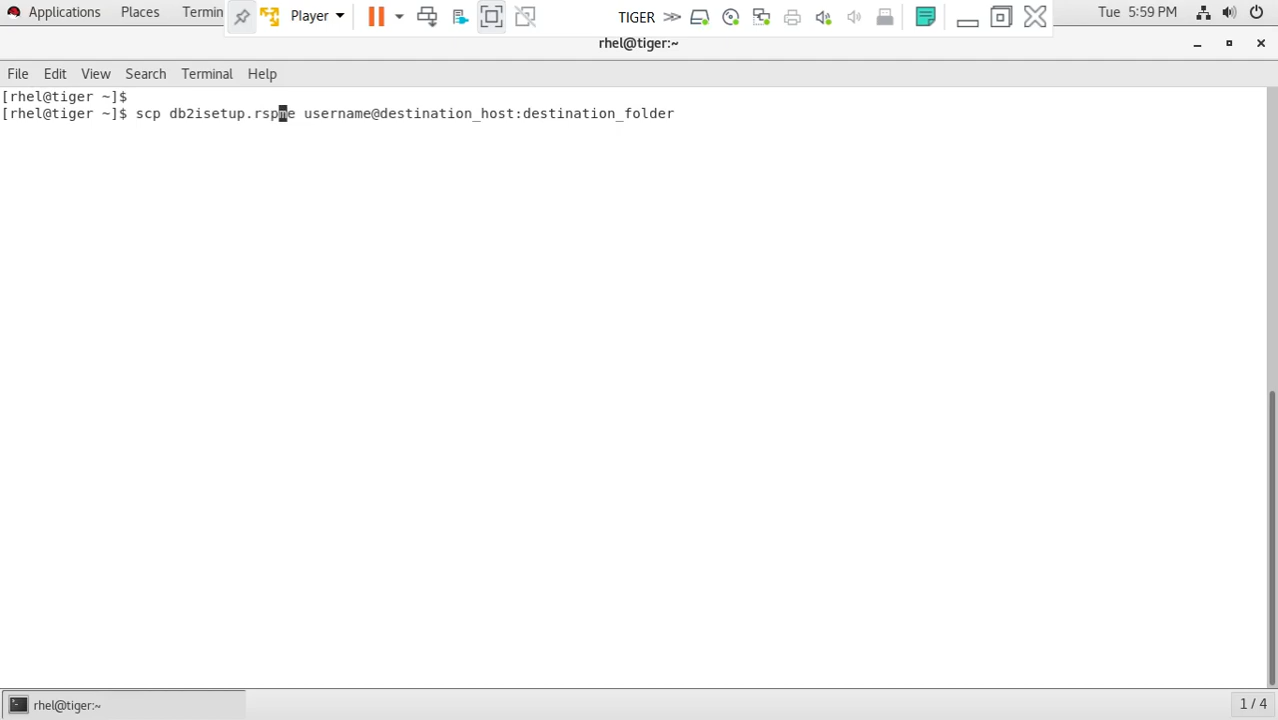 Applications Places Termin Player TIGER Tue 5:59 PM
rhel@tiger:~
File Edit View Search Terminal Help
[rhel@tiger ~]$
[rhel@tiger ~]$ scp db2isetup.rspme username@destination_host:destination_folder
rhel@tiger:~ 1 / 4